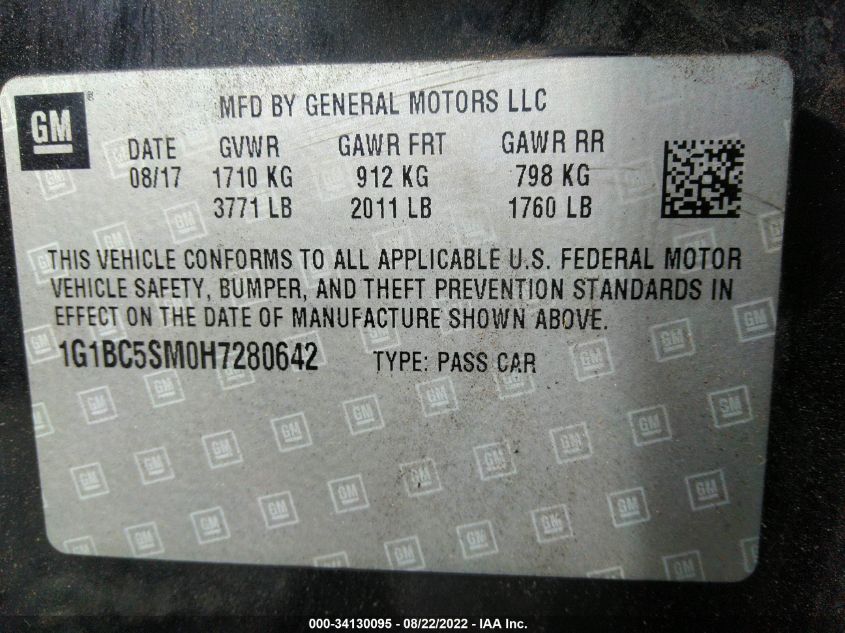 GM
MFD BY GENERAL MOTORS LLC
DATE GVWR GAWR FRT GAWR RR
08/17 1710 KG 912 KG 798 KG
3771 LB 2011 LB 1760 LB
THIS VEHICLE CONFORMS TO ALL APPLICABLE U.S. FEDERAL MOTOR
VEHICLE SAFETY, BUMPER, AND THEFT PREVENTION STANDARDS IN
EFFECT ON THE DATE OF MANUFACTURE SHOWN ABOVE.
1G1BC5SM0H7280642 TYPE: PASS CAR
000-34130095 - 08/22/2022 - IAA Inc.